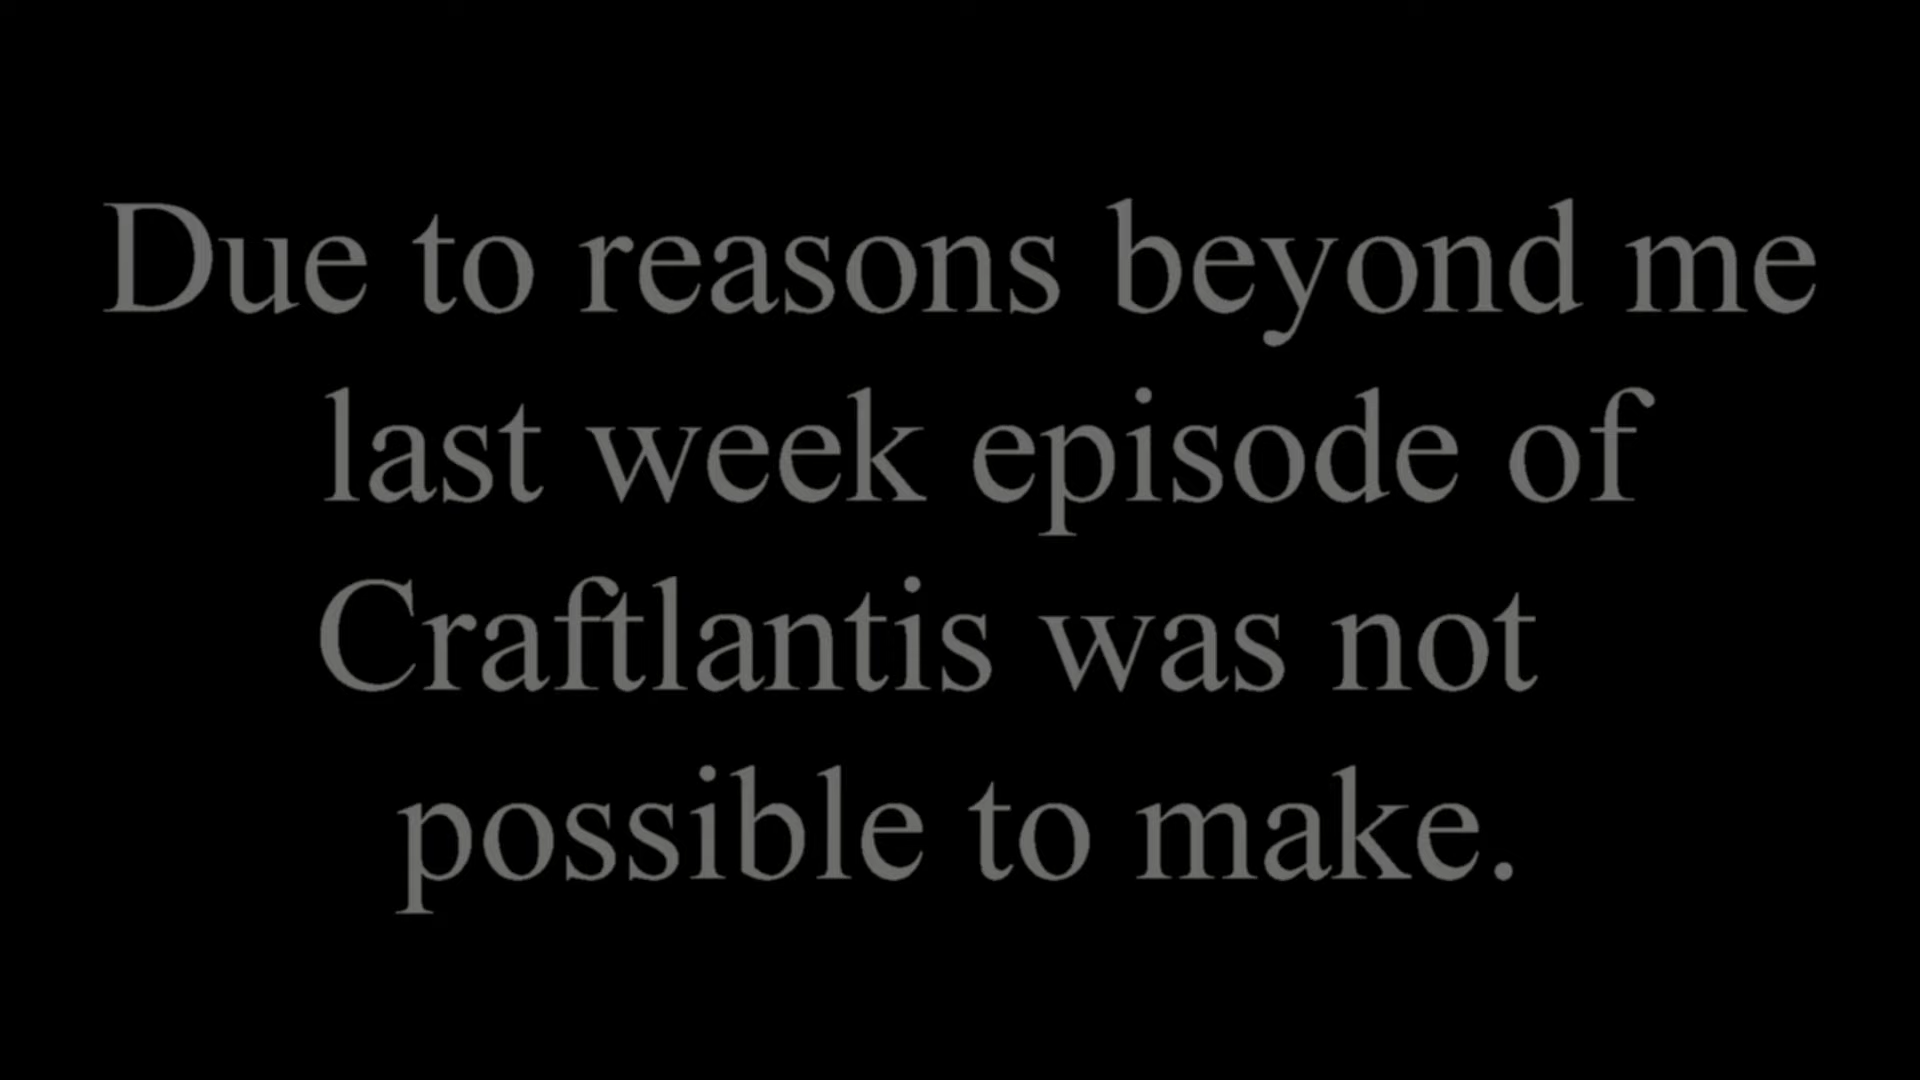 Due to reasons beyond me
last week episode of
Craftlantis was not
possible to make.